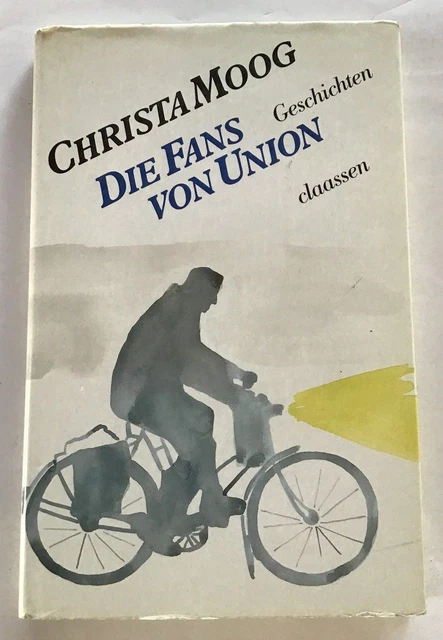 CHRISTA MOOG
Geschichten
DIE FANS
VON UNION
claassen